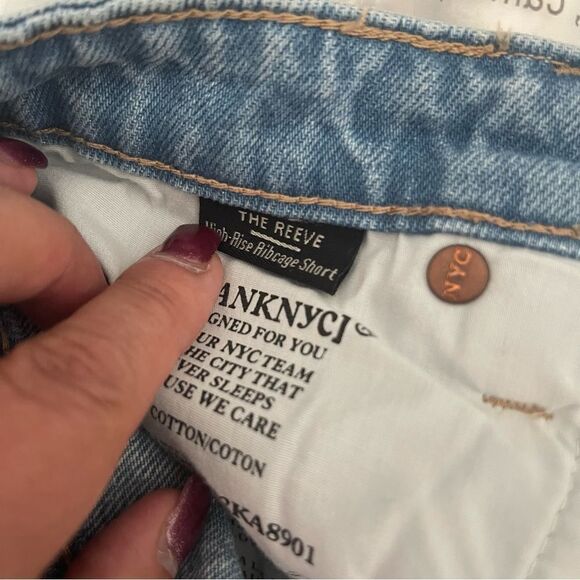 THE REEVE
High-Rise Ribcage Short
NYC
ANKNYC]
GNED FOR YOU
UR NYC TEAM
HE CITY THAT
VER SLEEPS
USE WE CARE
COTTON/COTON
KA8901